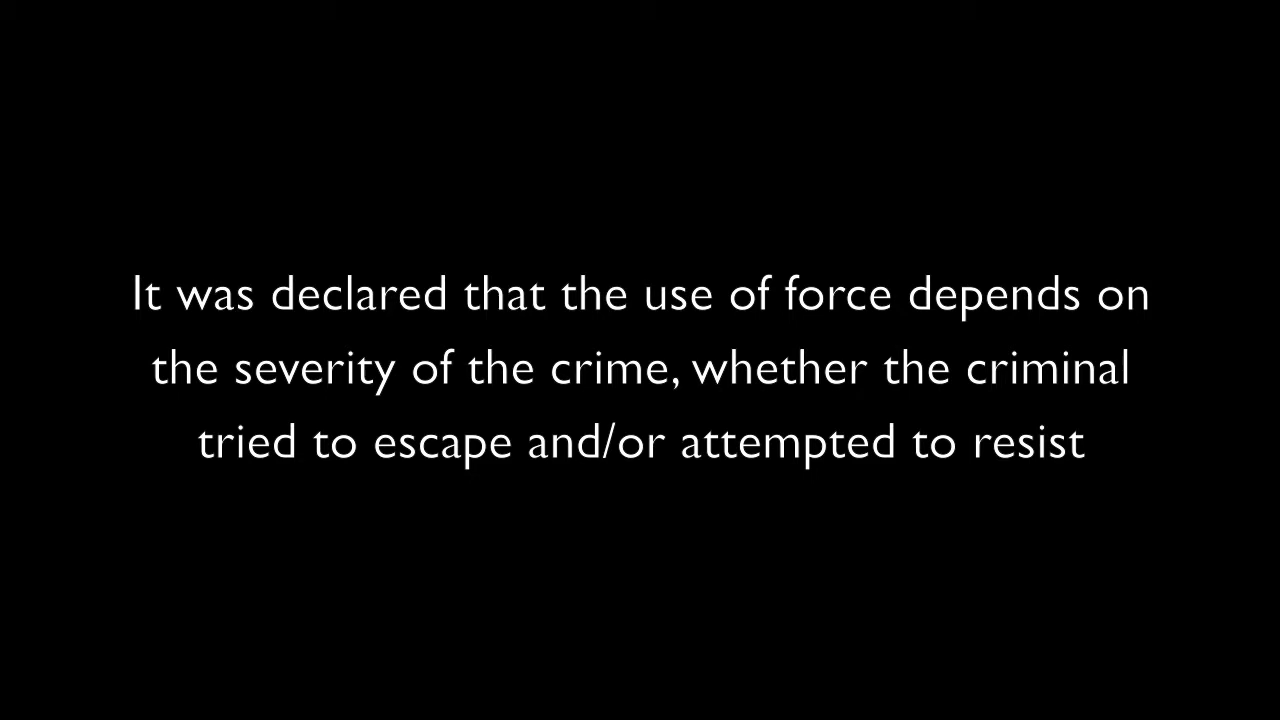 It was declared that the use of force depends on
the severity of the crime, whether the criminal
tried to escape and/or attempted to resist